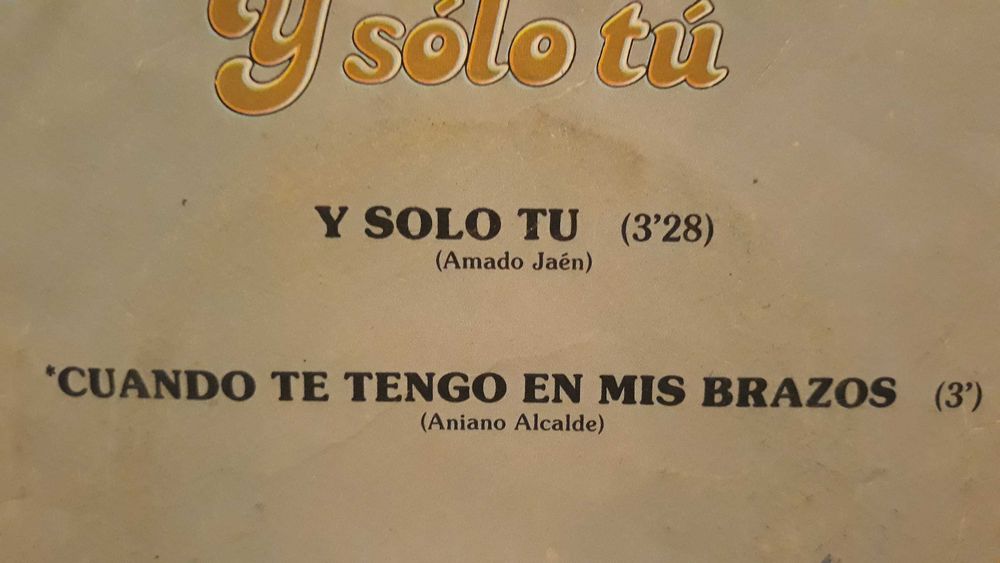 Y sólo tú
Y SOLO TU (3'28)
(Amado Jaén)
*CUANDO TE TENGO EN MIS BRAZOS (3')
(Aniano Alcalde)